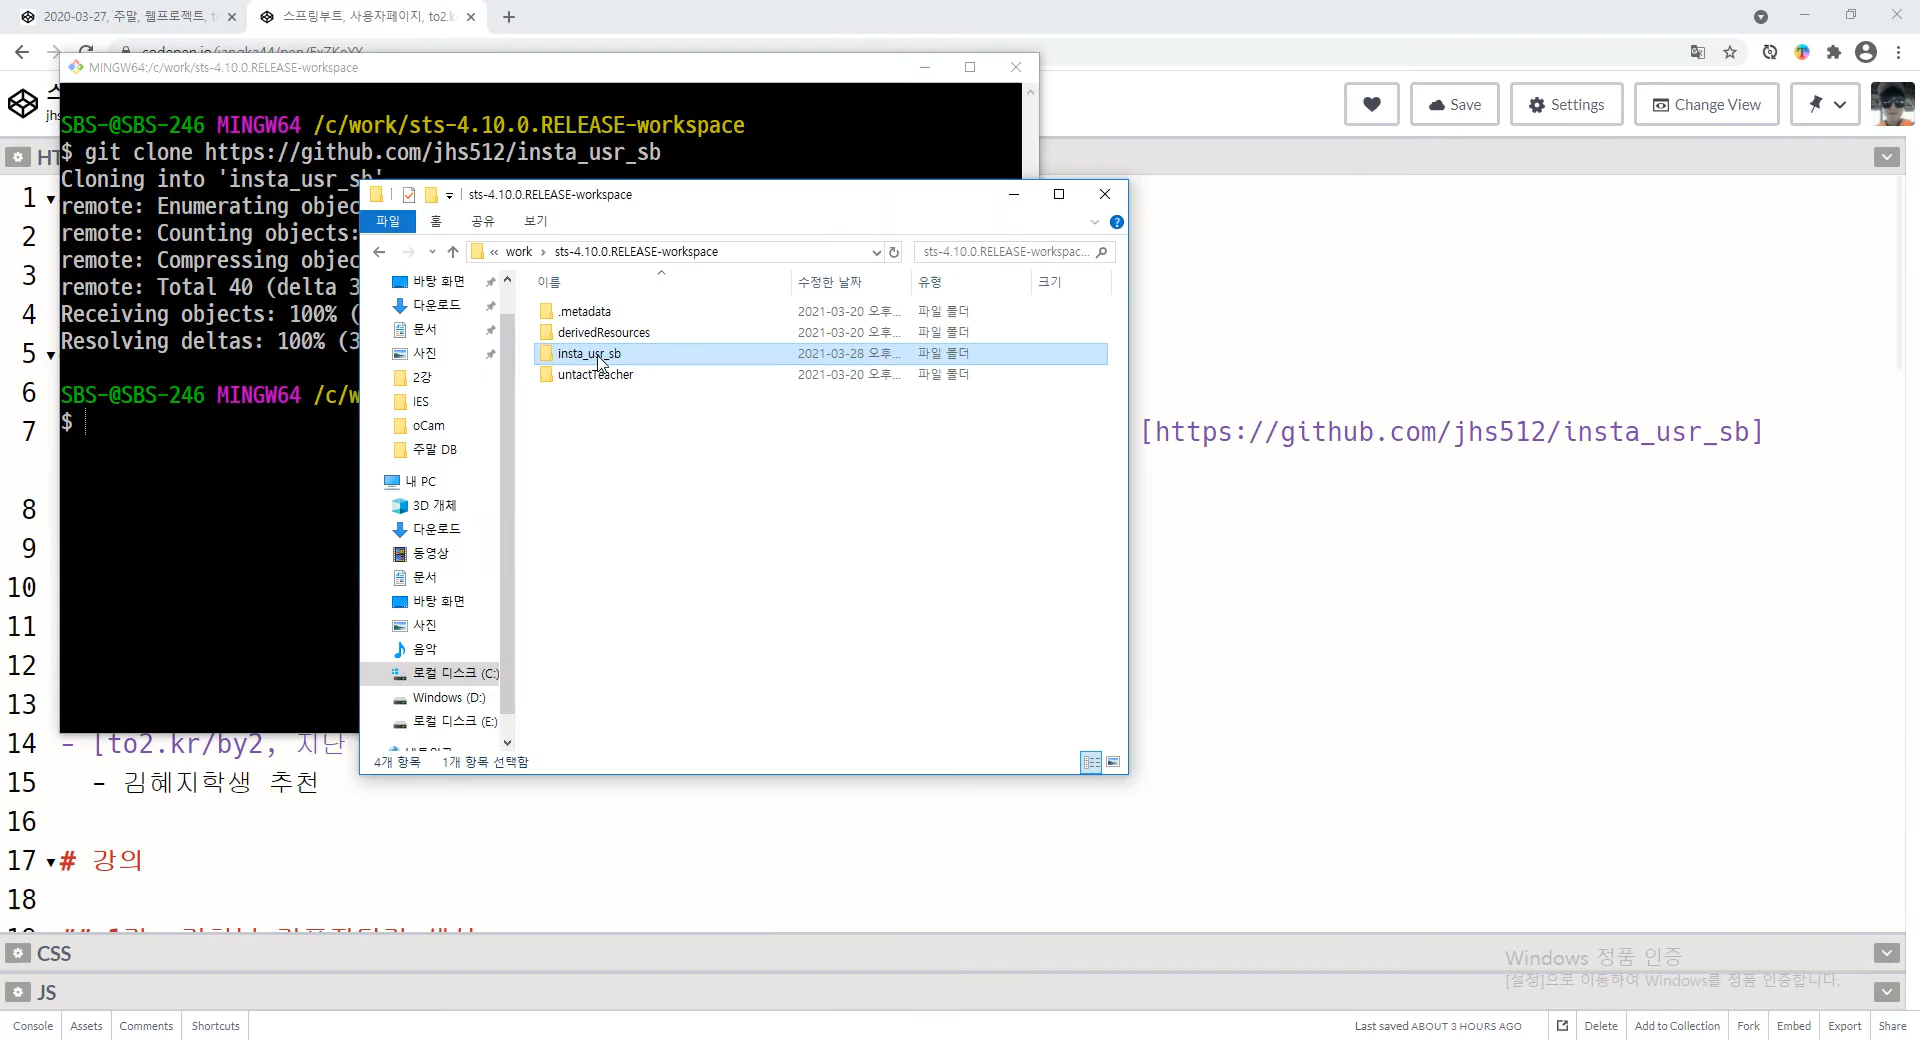 2020-03-27, 주말, 웹프로젝트, t
스프링부트, 사용자페이지, to2.k
MINGW64:/c/work/sts-4.10.0.RELEASE-workspace
Save
Settings
Change View
SBS-@SBS-246 MINGW64 /c/work/sts-4.10.0.RELEASE-workspace
$ git clone https://github.com/jhs512/insta_usr_sb
Cloning into 'insta_usr_sb'
remote: Enumerating objec
remote: Counting objects:
remote: Compressing objec
remote: Total 40 (delta 3
Receiving objects: 100% (
Resolving deltas: 100% (3
SBS-@SBS-246 MINGW64 /c/w
$
sts-4.10.0.RELEASE-workspace
파일 홈 공유 보기
« work › sts-4.10.0.RELEASE-workspace
sts-4.10.0.RELEASE-workspac...
바탕 화면
다운로드
문서
사진
2강
IES
oCam
주말 DB
내 PC
3D 개체
다운로드
동영상
문서
바탕 화면
사진
음악
로컬 디스크 (C:)
Windows (D:)
로컬 디스크 (E:)
이름 수정한 날짜 유형 크기
.metadata 2021-03-20 오후... 파일 폴더
derivedResources 2021-03-20 오후... 파일 폴더
insta_usr_sb 2021-03-28 오후... 파일 폴더
untactTeacher 2021-03-20 오후... 파일 폴더
4개 항목 1개 항목 선택함
1
2
3
4
5
6
7 [https://github.com/jhs512/insta_usr_sb]
8
9
10
11
12
13
14 - [to2.kr/by2, 지난
15 - 김혜지학생 추천
16
17 # 강의
18
CSS
Windows 정품 인증
[설정]으로 이동하여 Windows를 정품 인증합니다.
JS
Console Assets Comments Shortcuts
Last saved ABOUT 3 HOURS AGO Delete Add to Collection Fork Embed Export Share